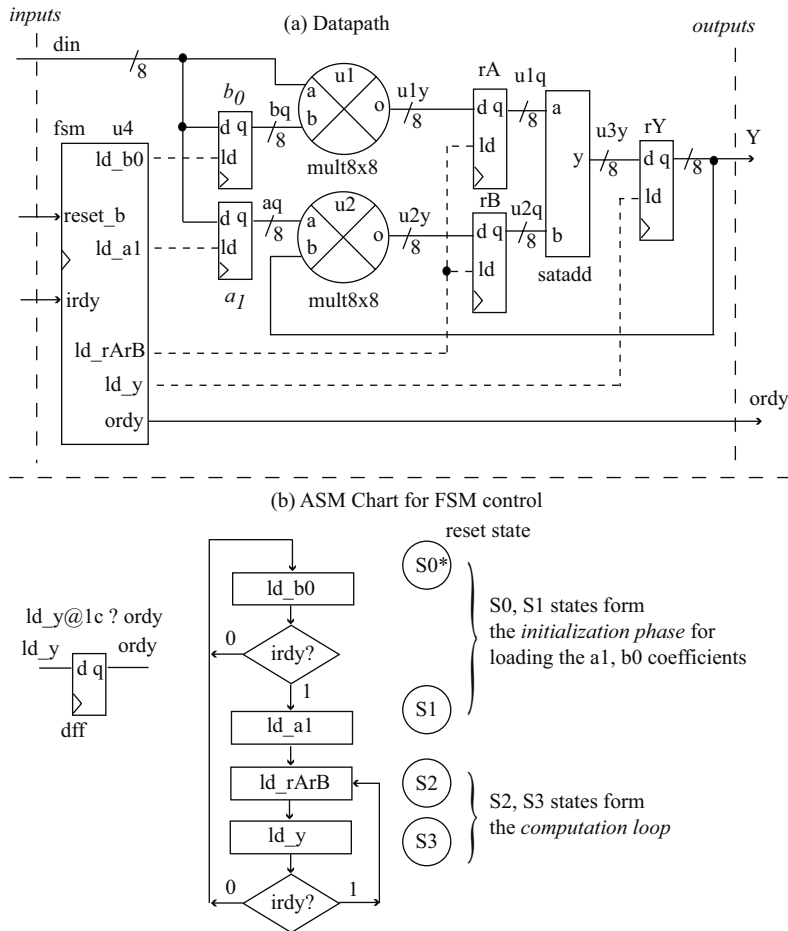 inputs
(a) Datapath
outputs
din
8
b0
bq
8
a
b
u1
o
mult8x8
u1y
8
rA
d q
ld
u1q
8
a
b
y
satadd
u3y
8
rY
d q
ld
8
Y
fsm u4
ld_b0
d q
ld
reset_b
ld_a1
irdy
ld_rArB
ld_y
ordy
d q
ld
a1
aq
8
a
b
u2
o
mult8x8
u2y
8
rB
d q
ld
u2q
8
ordy
(b) ASM Chart for FSM control
reset state
S0*
ld_b0
irdy?
0
1
S0, S1 states form
the initialization phase for
loading the a1, b0 coefficients
ld_y@1c ? ordy
ld_y
ordy
d q
dff
ld_a1
S1
ld_rArB
S2
ld_y
S3
S2, S3 states form
the computation loop
0
irdy?
1